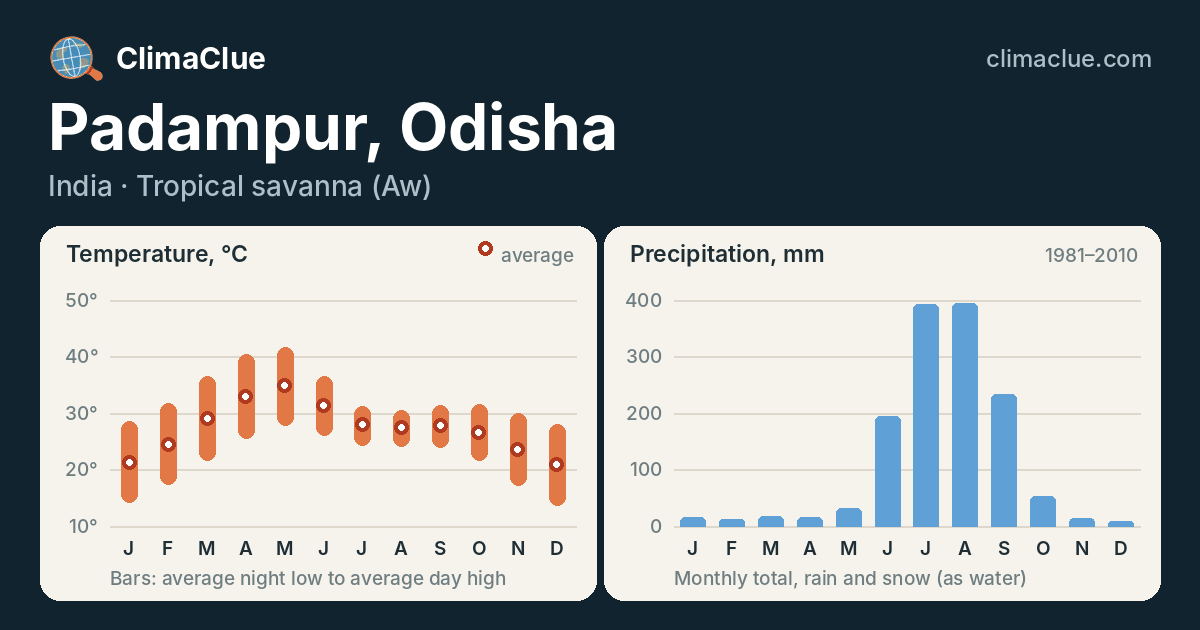 ClimaClue
climaclue.com
Padampur, Odisha
India · Tropical savanna (Aw)
Temperature, °C
average
50°
40°
30°
20°
10°
J F M A M J J A S O N D
Bars: average night low to average day high
Precipitation, mm
1981–2010
400
300
200
100
0
J F M A M J J A S O N D
Monthly total, rain and snow (as water)